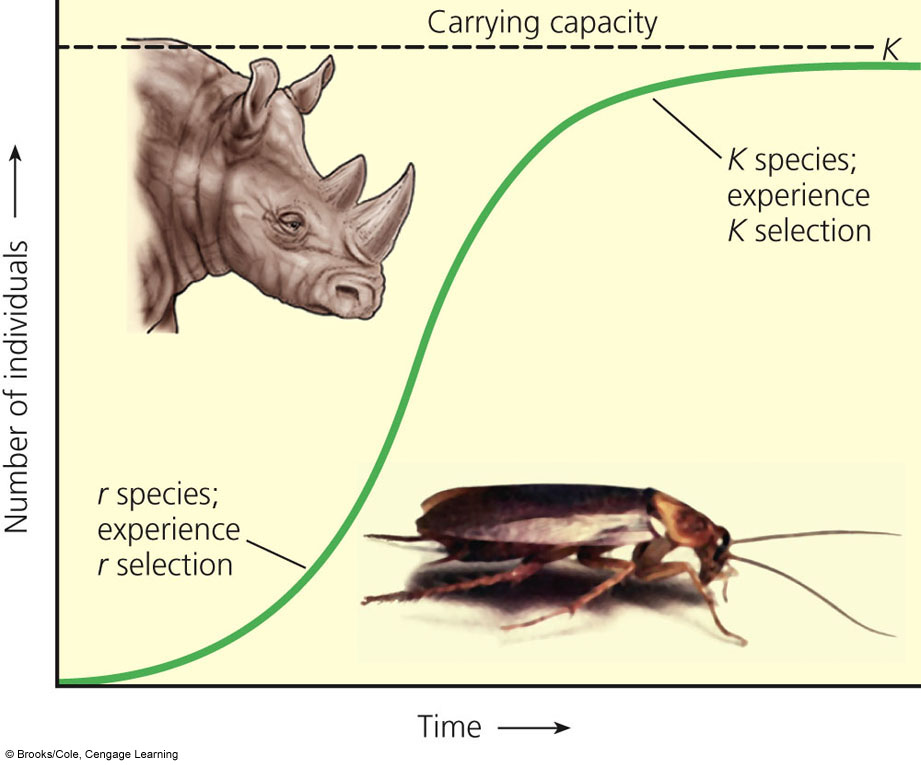 Carrying capacity
K
K species;
experience
K selection
Number of individuals
r species;
experience
r selection
Time
© Brooks/Cole, Cengage Learning